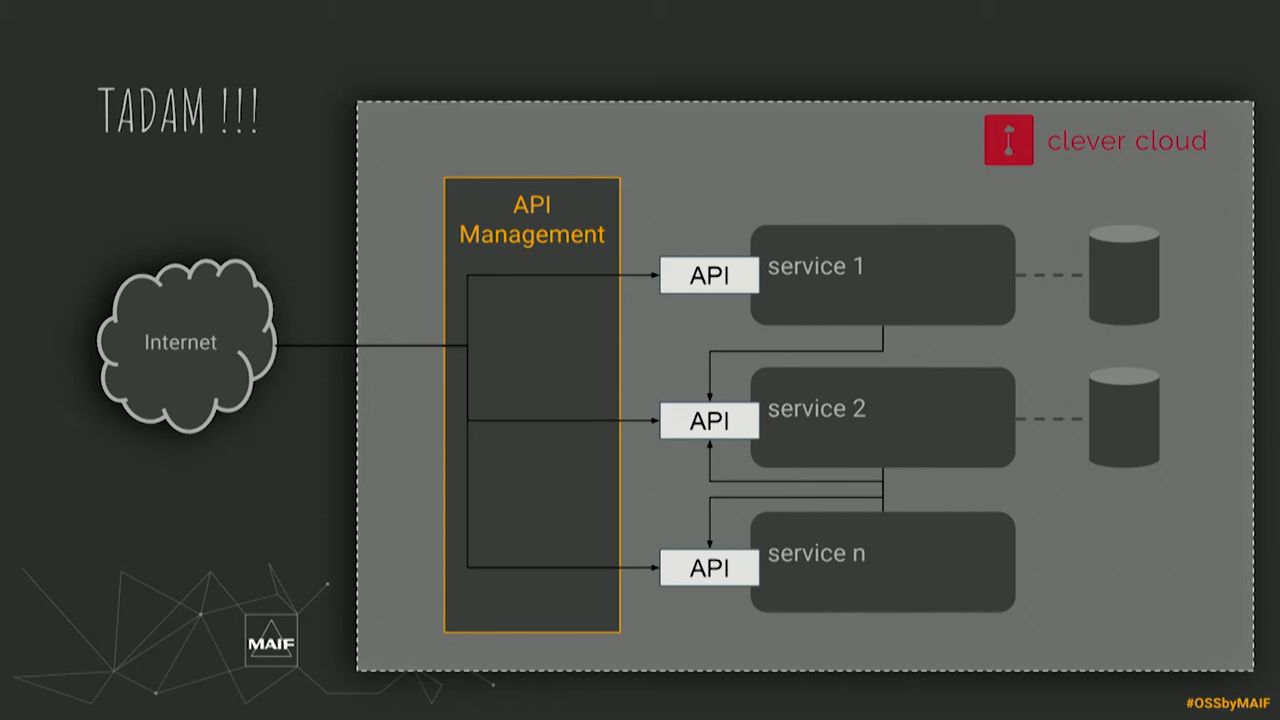 TADAM !!!
clever cloud
API
Management
Internet
API
service 1
API
service 2
API
service n
MAIF
#OSSbyMAIF